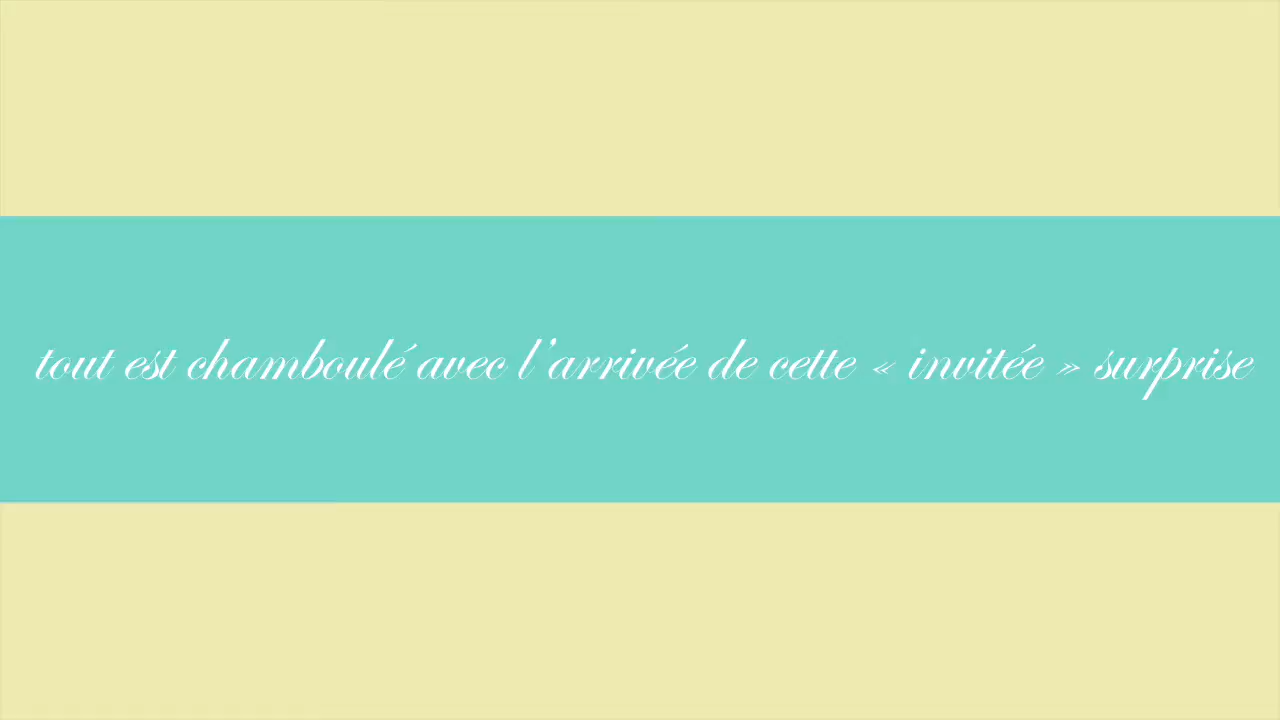 tout est chamboulé avec l’arrivée de cette « invitée » surprise